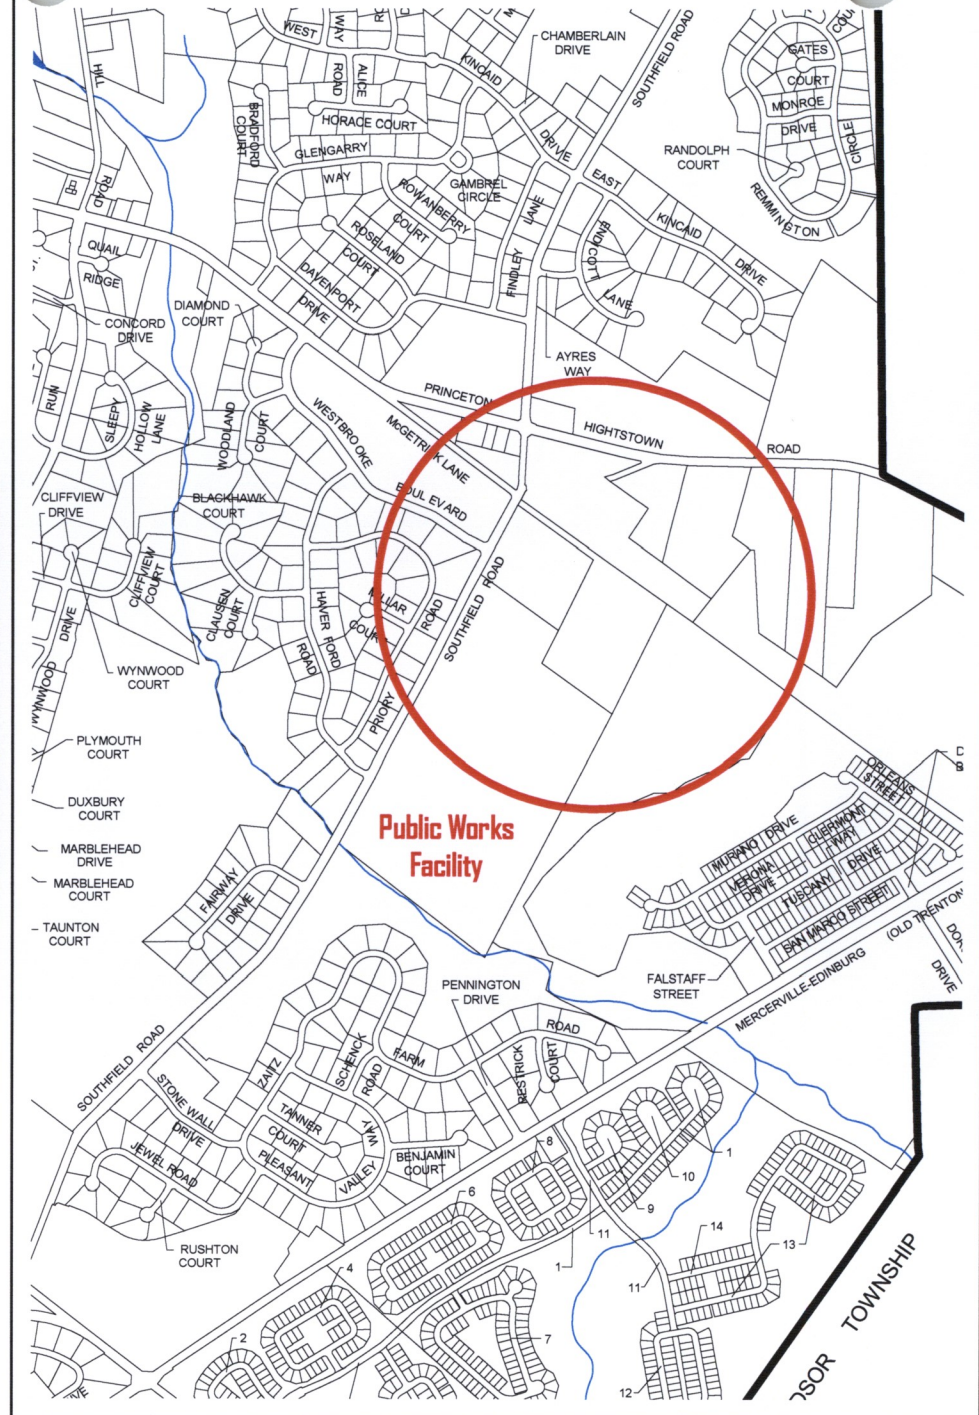 WEST
WAY
ROAD
ALICE
KINCAID
DRIVE
CHAMBERLAIN
DRIVE
SOUTHFIELD ROAD
GATES
COURT
MONROE
DRIVE
CIRCLE
RANDOLPH
COURT
REMMINGTON
HILL
ROAD
BRADFORD
COURT
HORACE COURT
GLENGARRY
WAY
GAMBREL
CIRCLE
ROWANBERRY
COURT
ROSELAND
COURT
DAVENPORT
DRIVE
FINDLEY
LANE
EAST
KINCAID
DRIVE
ENDICOTT
LANE
QUAIL
RIDGE
DIAMOND
COURT
CONCORD
DRIVE
AYRES
WAY
PRINCETON
HIGHTSTOWN
ROAD
RUN
SLEEPY
HOLLOW
LANE
WOODLAND
COURT
WESTBROOKE
BOULEVARD
McGETRICK LANE
CLIFFVIEW
DRIVE
BLACKHAWK
COURT
CLIFFVIEW
COURT
CLAUSEN
COURT
HAVERFORD
ROAD
MILLAR
COURT
PRIORY
ROAD
SOUTHFIELD ROAD
DRIVE
WYNWOOD
COURT
PLYMOUTH
COURT
DUXBURY
COURT
MARBLEHEAD
DRIVE
MARBLEHEAD
COURT
TAUNTON
COURT
Public Works
Facility
FAIRWAY
DRIVE
ORLEANS
STREET
MURANO DRIVE
CLERMONT
WAY
VERONA
DRIVE
TUSCANY
DRIVE
SAN MARCO STREET
FALSTAFF
STREET
MERCERVILLE-EDINBURG
(OLD TRENTON
DRIVE
PENNINGTON
DRIVE
SOUTHFIELD ROAD
ZAITZ
SCHENCK
ROAD
FARM
ROAD
RESTRICK
COURT
STONE WALL
DRIVE
TANNER
COURT
WAY
PLEASANT
VALLEY
BENJAMIN
COURT
JEWEL ROAD
RUSHTON
COURT
8
6
4
2
1
11
9
10
1
14
13
11
7
12
TOWNSHIP